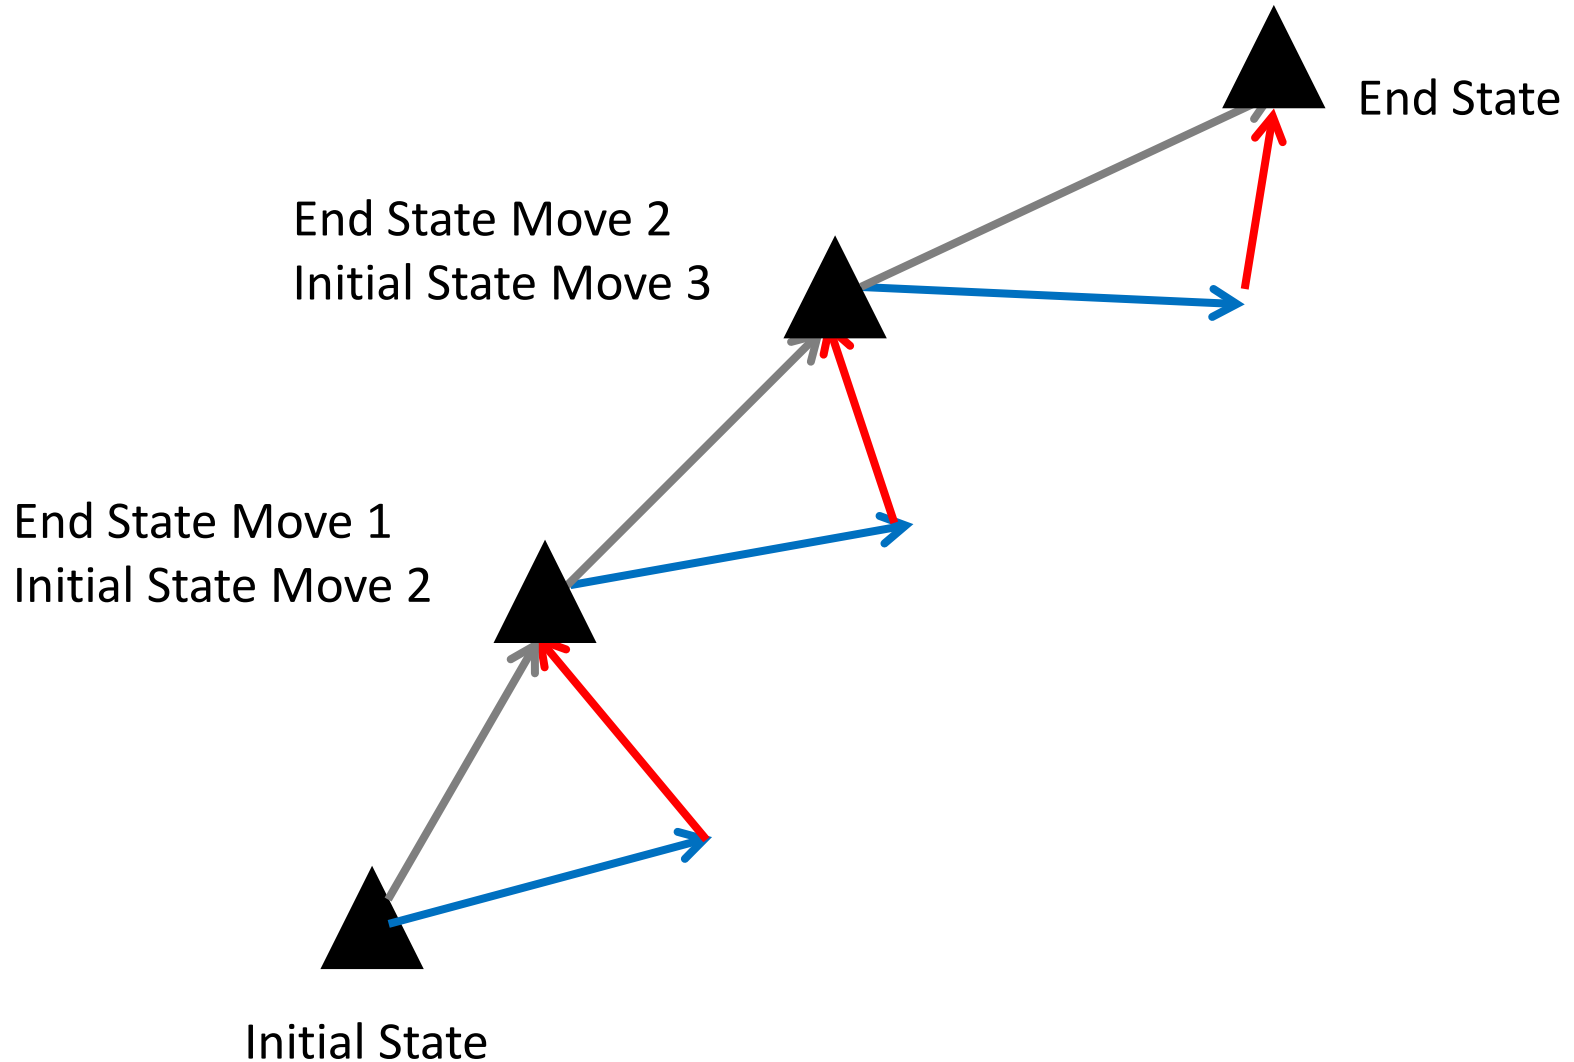 End State
End State Move 2
Initial State Move 3
End State Move 1
Initial State Move 2
Initial State